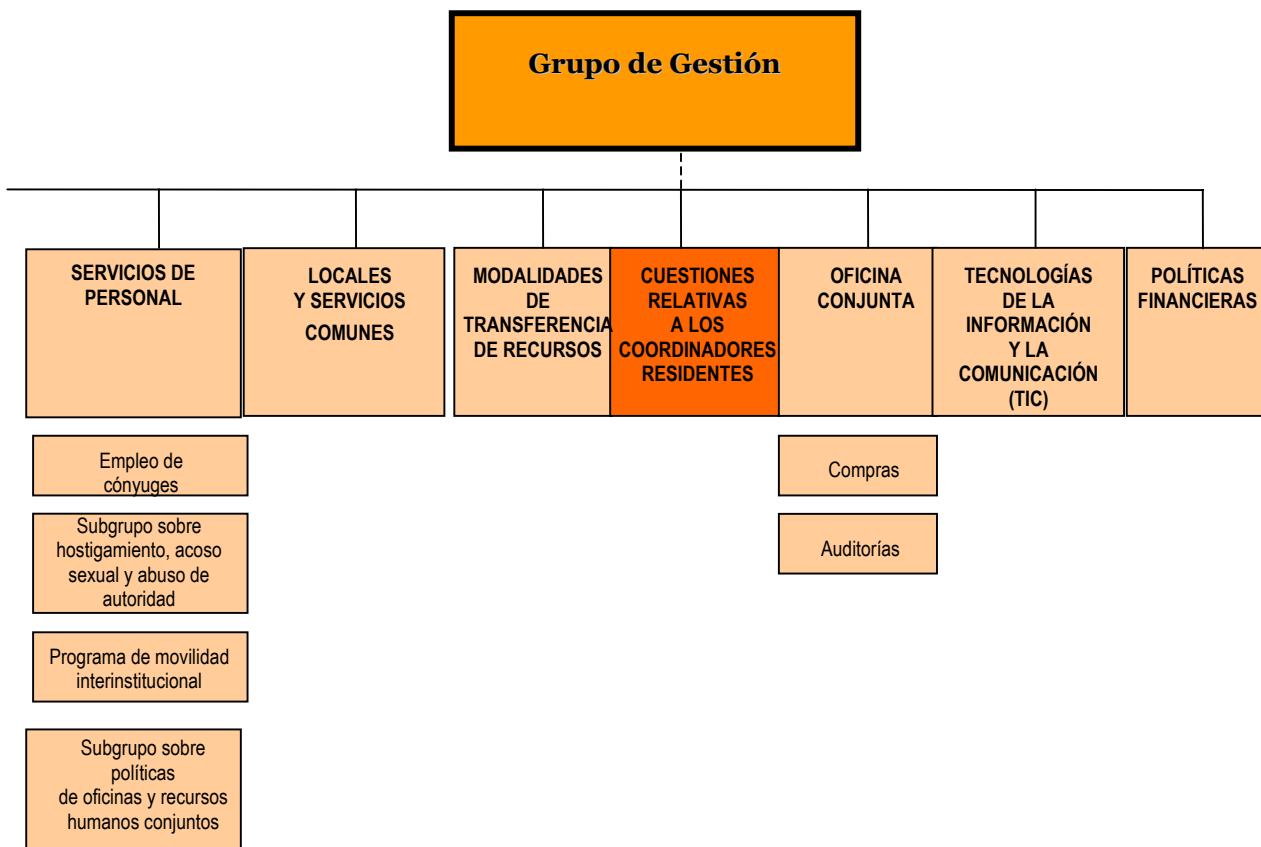 Grupo de Gestión
SERVICIOS DE
PERSONAL
LOCALES
Y SERVICIOS
COMUNES
MODALIDADES
DE
TRANSFERENCIA
DE RECURSOS
CUESTIONES
RELATIVAS
A LOS
COORDINADORES
RESIDENTES
OFICINA
CONJUNTA
TECNOLOGÍAS
DE LA
INFORMACIÓN
Y LA
COMUNICACIÓN
(TIC)
POLÍTICAS
FINANCIERAS
Empleo de
cónyuges
Subgrupo sobre
hostigamiento, acoso
sexual y abuso de
autoridad
Programa de movilidad
interinstitucional
Subgrupo sobre
políticas
de oficinas y recursos
humanos conjuntos
Compras
Auditorías